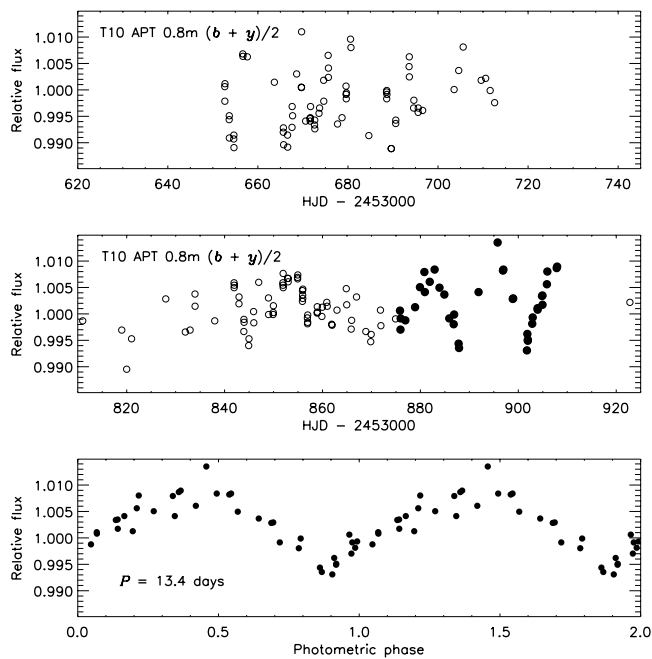 T10 APT 0.8m (b + y)/2
Relative flux
1.010
1.005
1.000
0.995
0.990
620 640 660 680 700 720 740
HJD − 2453000
T10 APT 0.8m (b + y)/2
Relative flux
1.010
1.005
1.000
0.995
0.990
820 840 860 880 900 920
HJD − 2453000
Relative flux
1.010
1.005
1.000
0.995
0.990
P = 13.4 days
0.0 0.5 1.0 1.5 2.0
Photometric phase